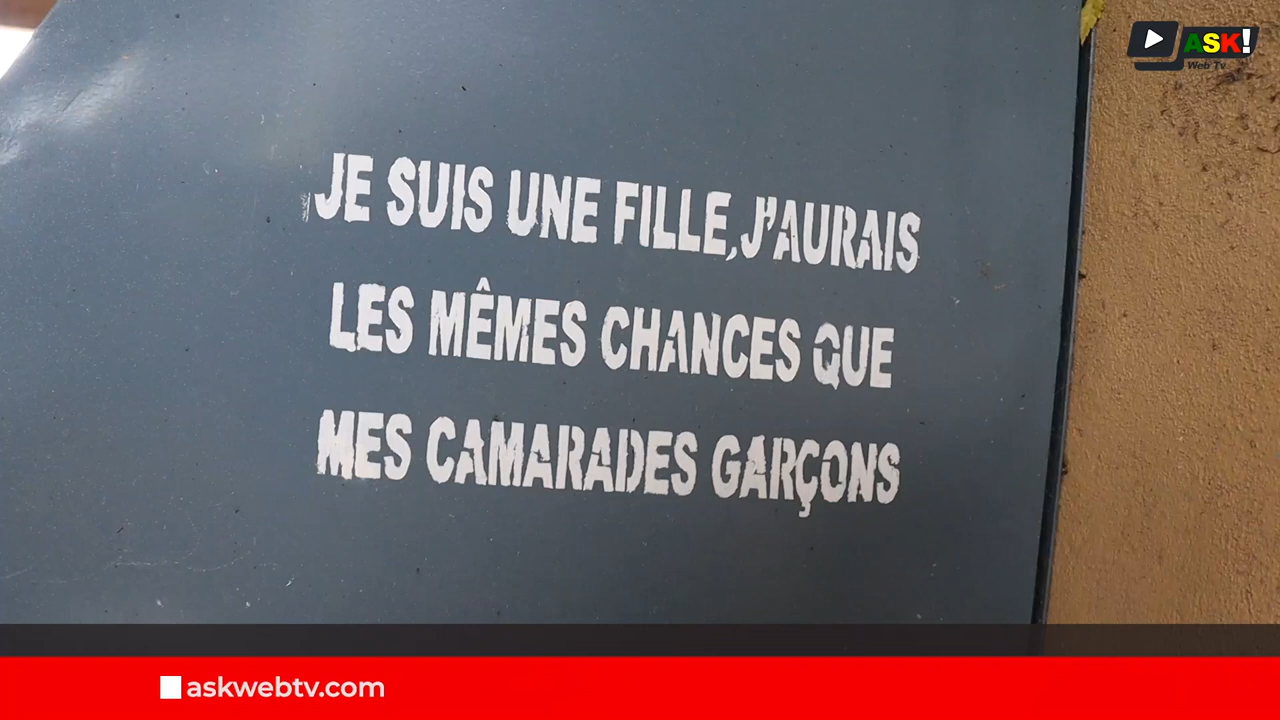 ASK!
Web Tv
JE SUIS UNE FILLE,J'AURAIS
LES MÊMES CHANCES QUE
MES CAMARADES GARÇONS
askwebtv.com